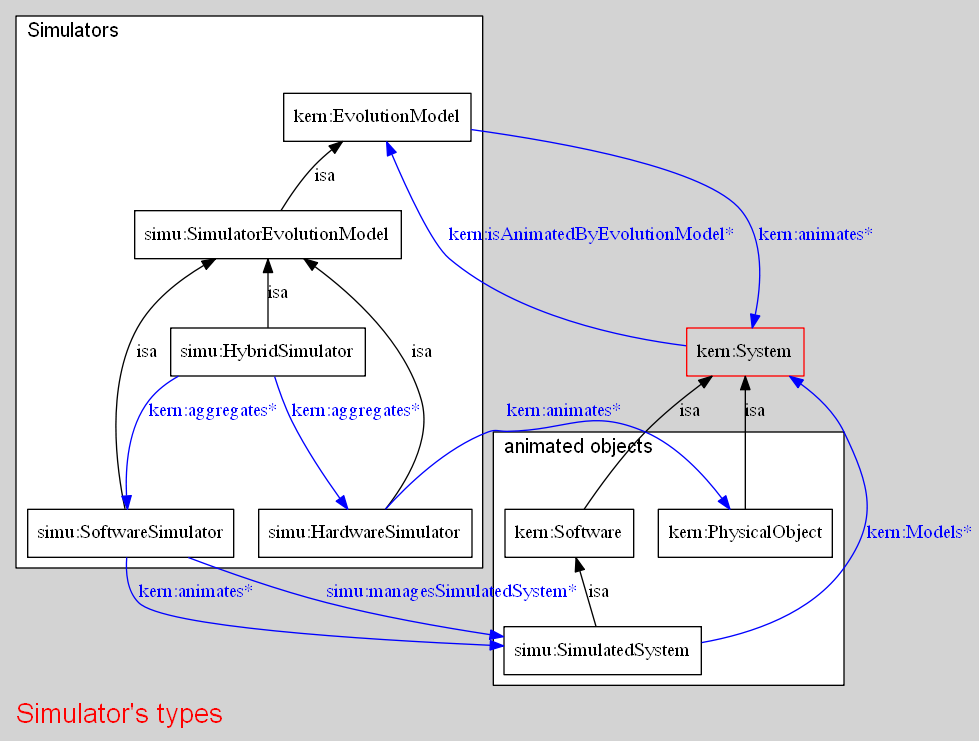 Simulators
kern:EvolutionModel
isa
simu:SimulatorEvolutionModel
kern:isAnimatedByEvolutionModel*
kern:animates*
isa
isa
simu:HybridSimulator
isa
kern:System
kern:aggregates*
kern:aggregates*
kern:animates*
isa
isa
animated objects
simu:SoftwareSimulator
simu:HardwareSimulator
kern:Software
kern:PhysicalObject
kern:Models*
kern:animates*
simu:managesSimulatedSystem*
isa
simu:SimulatedSystem
Simulator's types